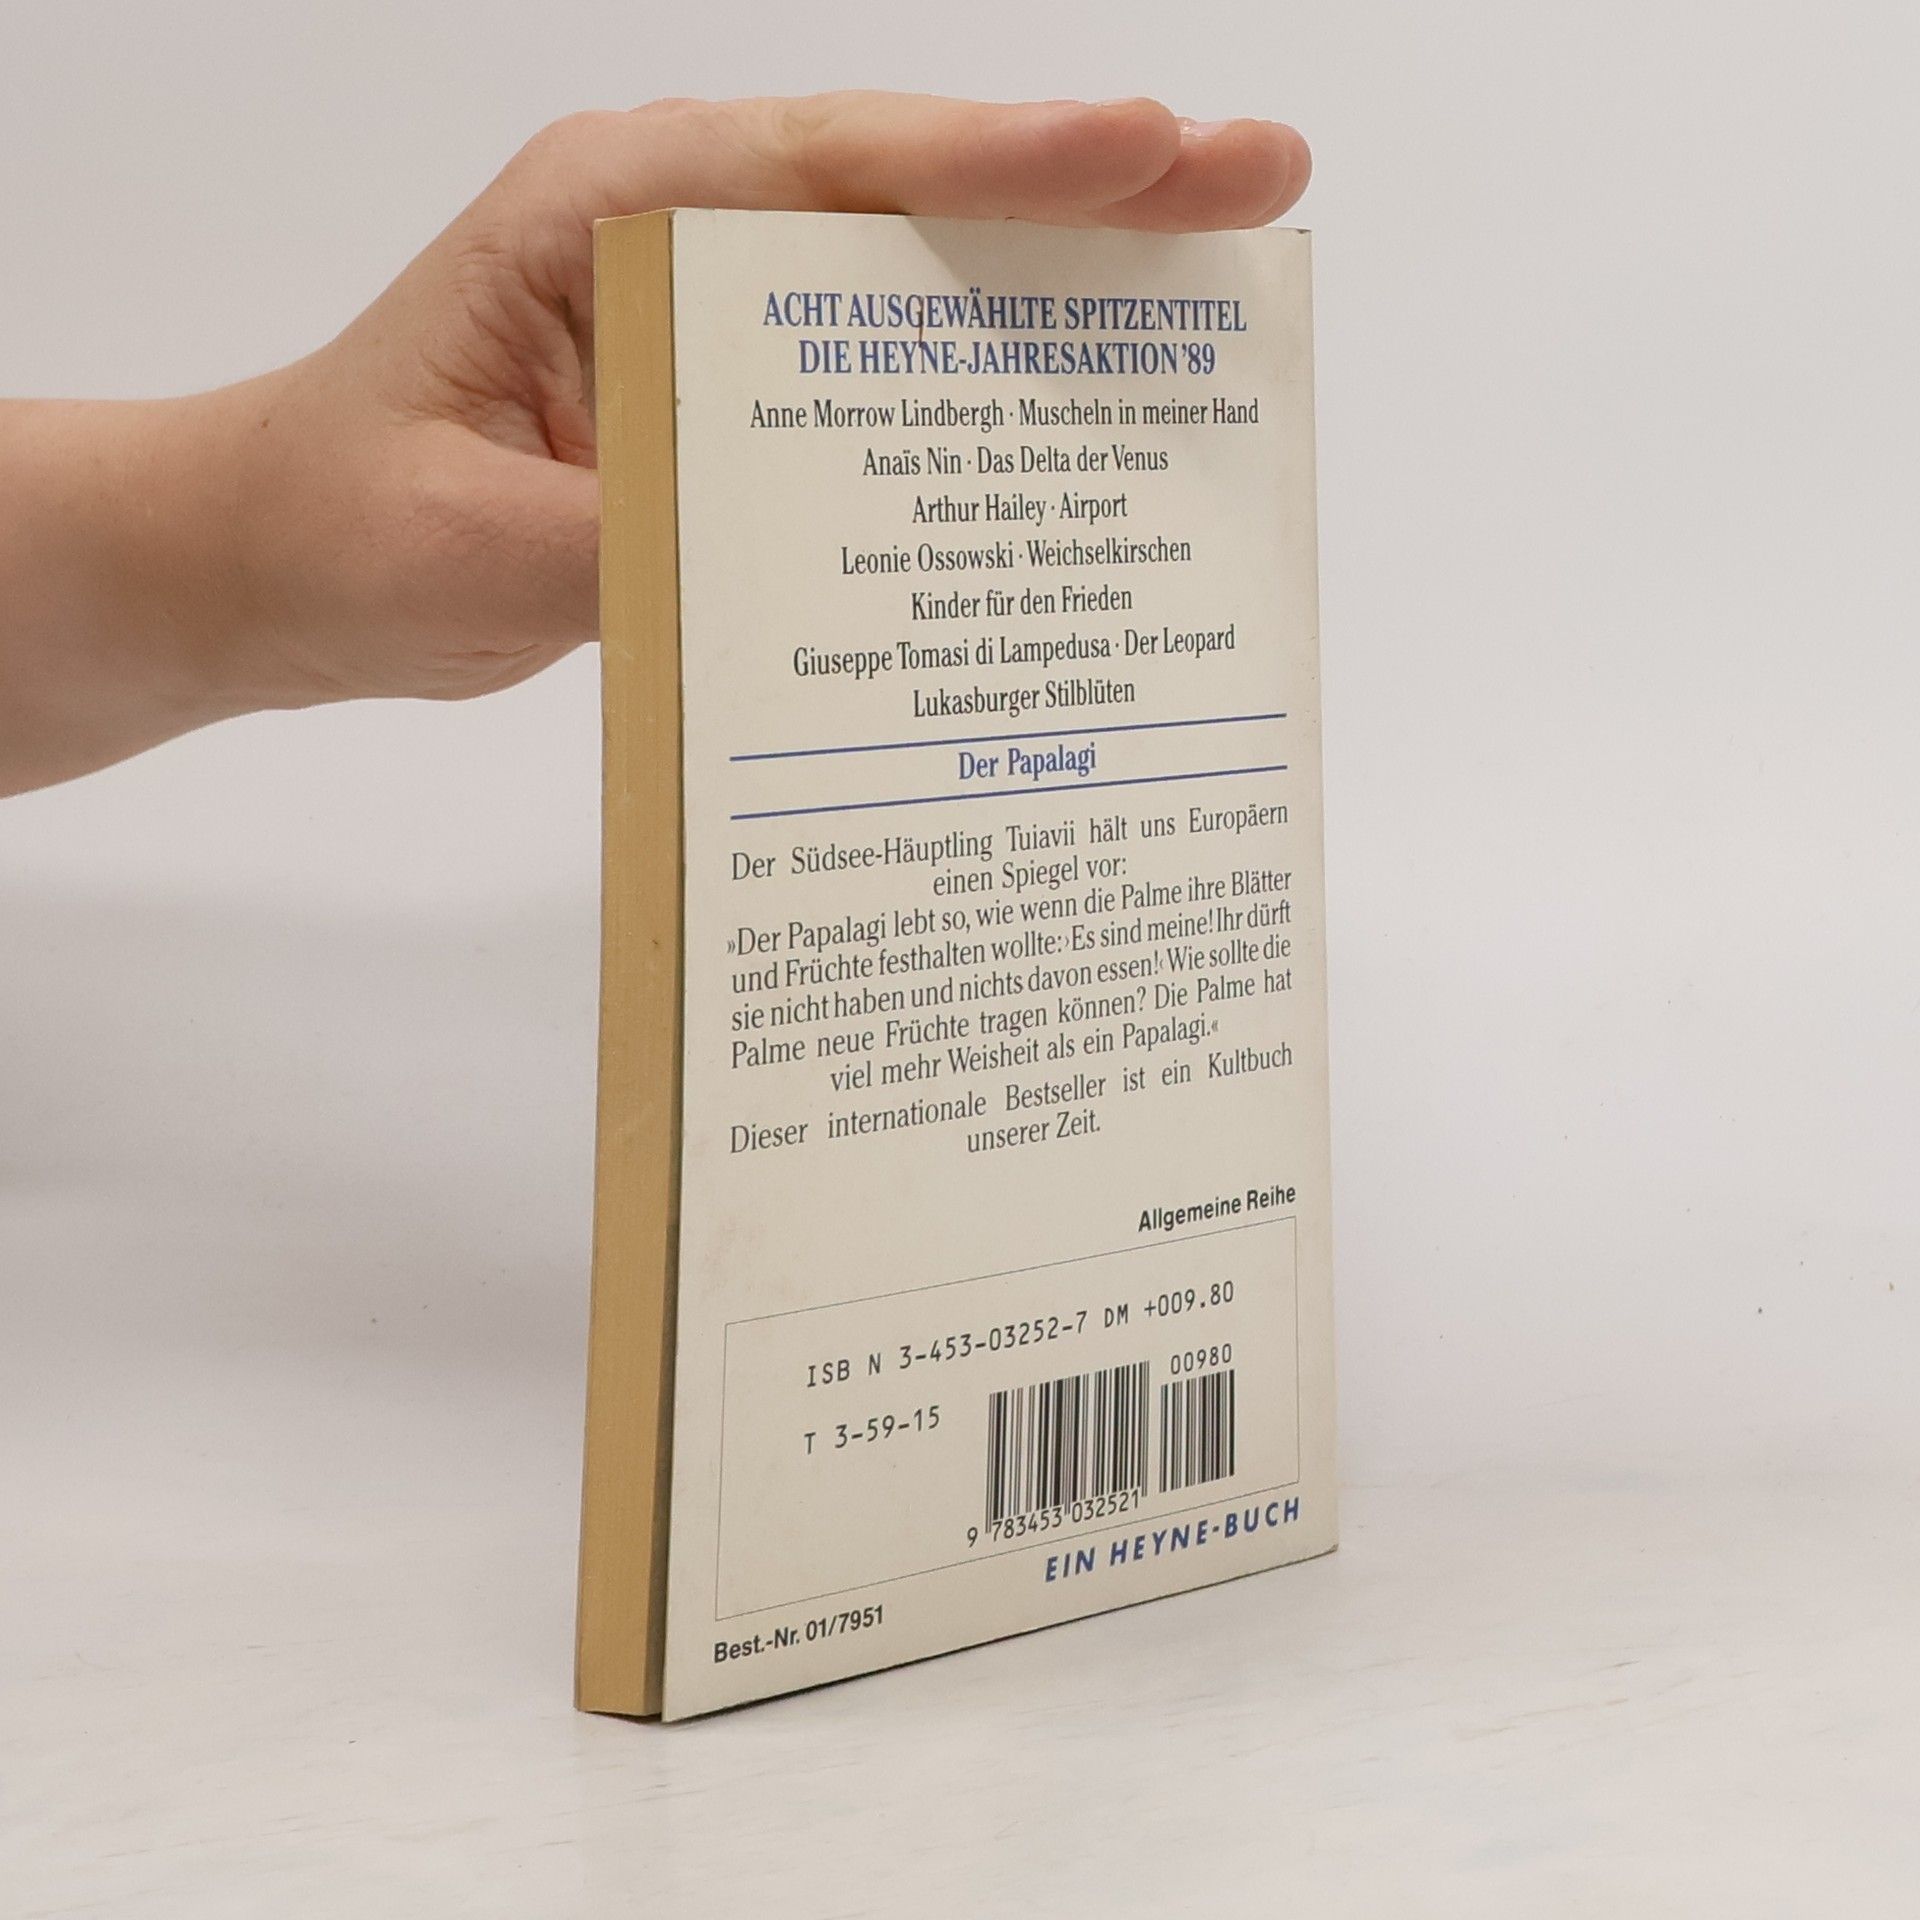 ACHT AUSGEWÄHLTE SPITZENTITEL
DIE HEYNE-JAHRESAKTION '89
Anne Morrow Lindbergh · Muscheln in meiner Hand
Anaïs Nin · Das Delta der Venus
Arthur Hailey · Airport
Leonie Ossowski · Weichselkirschen
Kinder für den Frieden
Giuseppe Tomasi di Lampedusa · Der Leopard
Lukasburger Stilblüten
Der Papalagi
Der Südsee-Häuptling Tuiavii hält uns Europäern
einen Spiegel vor:
»Der Papalagi lebt so, wie wenn die Palme ihre Blätter
und Früchte festhalten wollte: ›Es sind meine! Ihr dürft
sie nicht haben und nichts davon essen!‹ Wie sollte die
Palme neue Früchte tragen können? Die Palme hat
viel mehr Weisheit als ein Papalagi.«
Dieser internationale Bestseller ist ein Kultbuch
unserer Zeit.
Allgemeine Reihe
ISB N 3-453-03252-7 DM +009.80
00980
T 3-59-15
9 783453 032521
EIN HEYNE-BUCH
Best.-Nr. 01/7951